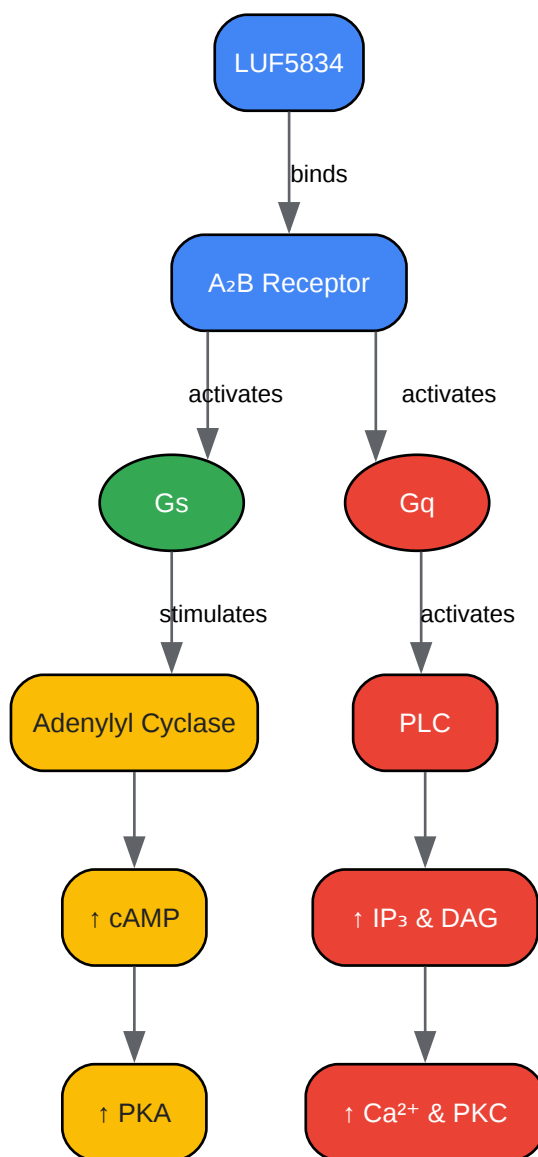 LUF5834
binds
A₂B Receptor
activates
activates
Gs
Gq
stimulates
activates
Adenylyl Cyclase
PLC
↑ cAMP
↑ IP₃ & DAG
↑ PKA
↑ Ca²⁺ & PKC